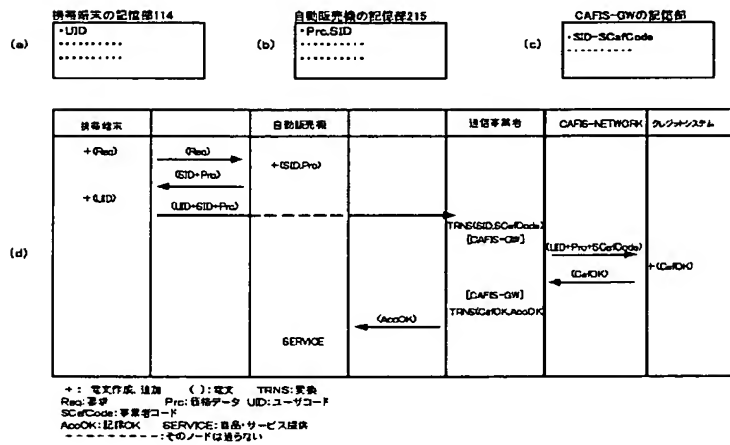 携帯端末の記憶部114
自動販売機の記憶部215
CAFIS-GWの記憶部
(a)
・UID
(b)
・Prc.SID
(c)
・SID-SCafCode
携帯端末 自動販売機 通信事業者 CAFIS-NETWORK クレジットシステム
+(Req) (Req) +(SID.Prc)
(SID+Prc)
+(UID) (UID+SID+Prc)
TRNS(SID,SCafCode)
[CAFIS-GW]
(d)
(UID+Prc+SCafCode)
(CafOK) +(CafOK)
[CAFIS-GW]
TRNS(CafOK,AccOK)
(AccOK)
SERVICE
+: 電文作成、追加 ( ):電文 TRNS:変換
Req:要求 Prc:価格データ UID:ユーザコード
SCafCode:事業者コード
AccOK:記帳OK SERVICE:商品・サービス提供
---------:そのノードは通らない